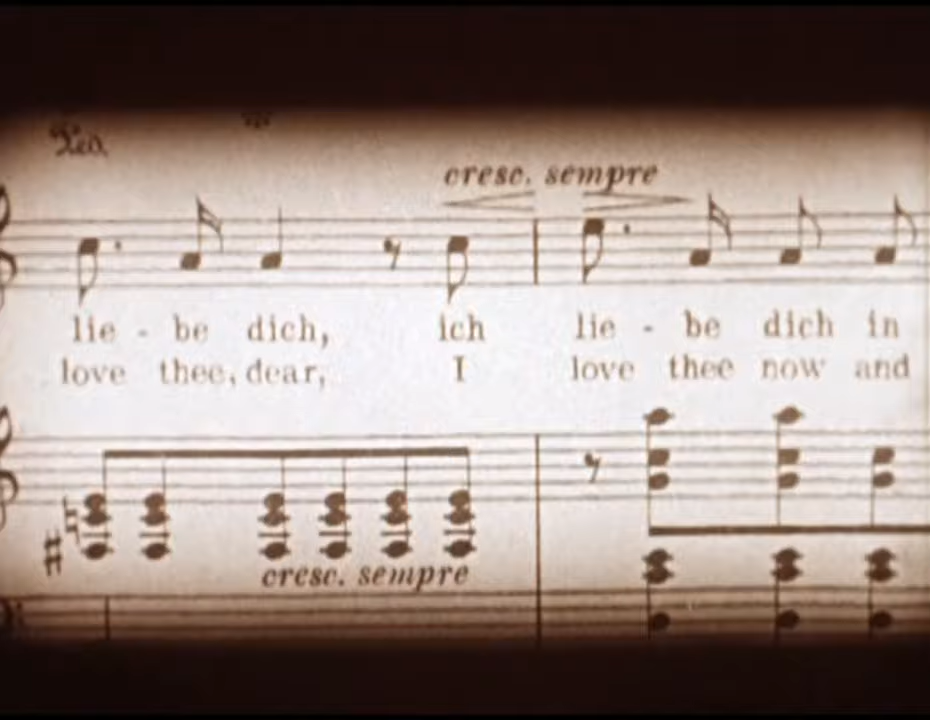 Ped.
cresc. sempre
lie - be dich, ich lie - be dich in
love thee, dear, I love thee now and
cresc. sempre